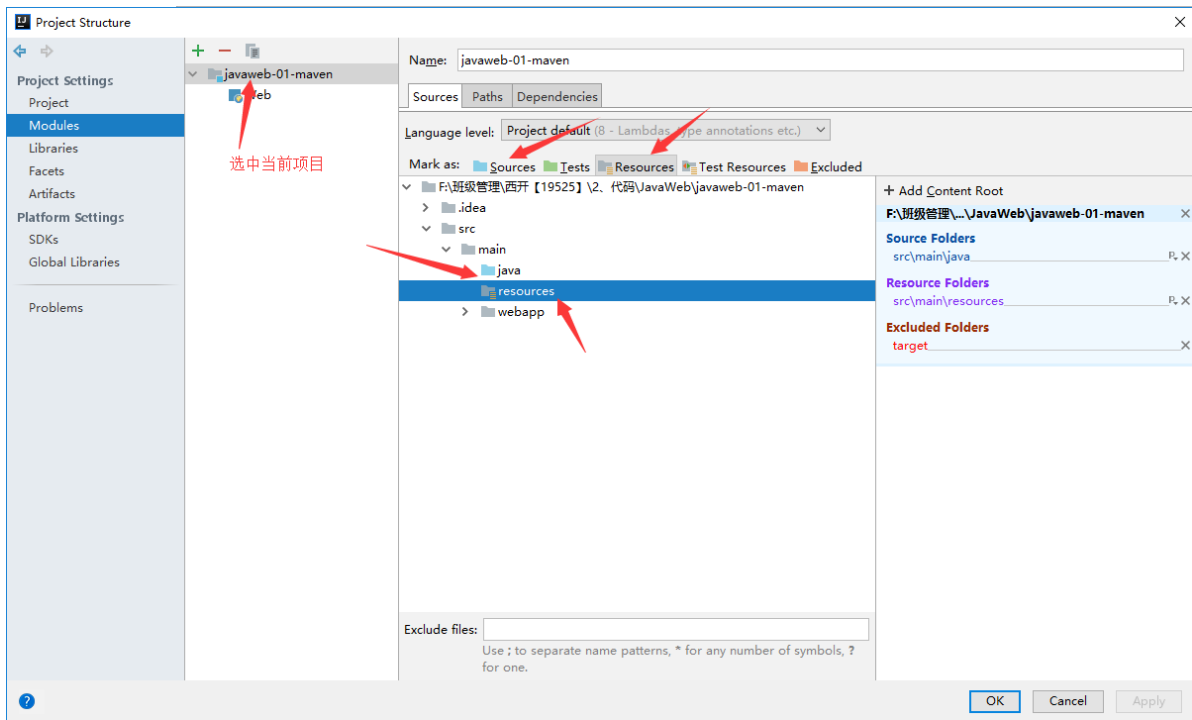 Project Structure
Project Settings
Project
Modules
Libraries
Facets
Artifacts
Platform Settings
SDKs
Global Libraries
Problems
javaweb-01-maven
选中当前项目
Name: javaweb-01-maven
Sources Paths Dependencies
Language level: Project default (8 - Lambdas, type annotations etc.)
Mark as: Sources Tests Resources Test Resources Excluded
F:\班级管理\西开【19525】\2、代码\JavaWeb\javaweb-01-maven
.idea
src
main
java
resources
webapp
+ Add Content Root
F:\班级管理\...\JavaWeb\javaweb-01-maven
Source Folders
src\main\java
Resource Folders
src\main\resources
Excluded Folders
target
Exclude files:
Use ; to separate name patterns, * for any number of symbols, ?
for one.
OK Cancel Apply